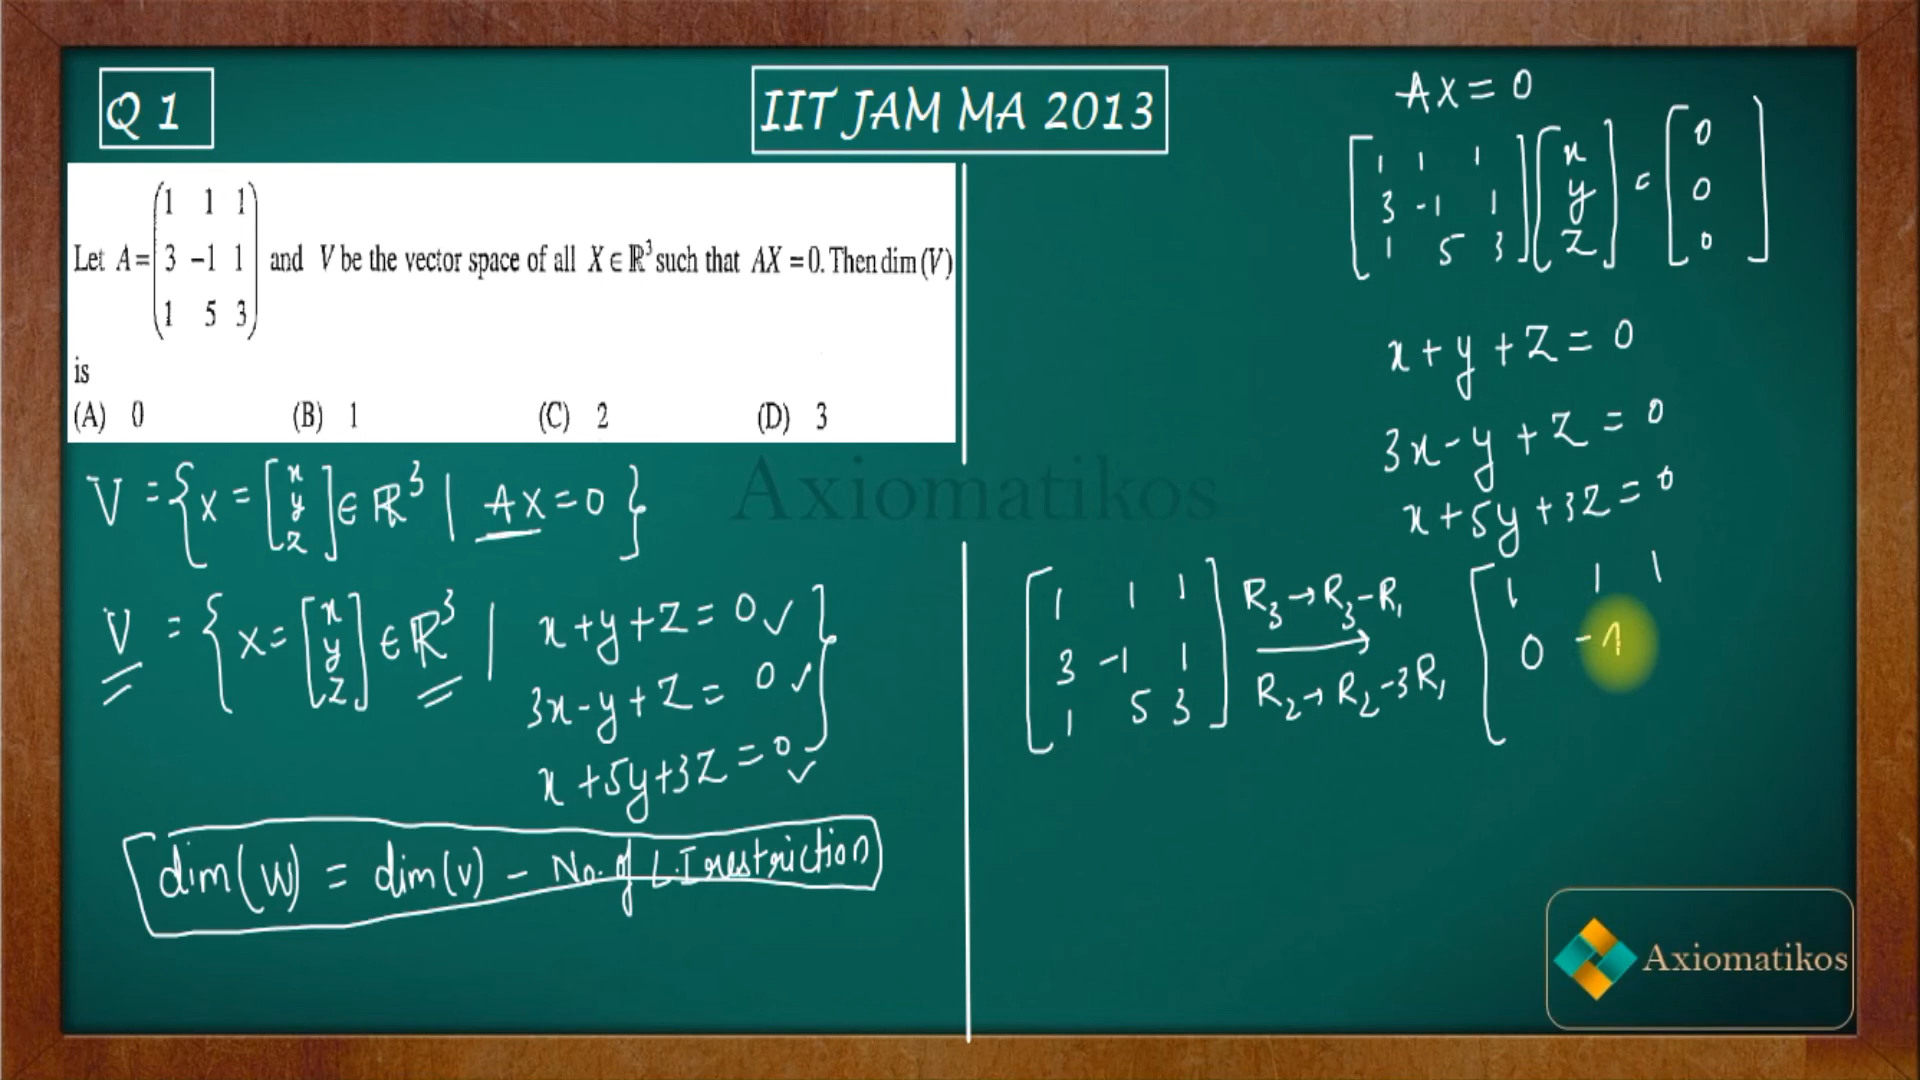 Q 1
IIT JAM MA 2013
Let A = (1 1 1
3 −1 1
1 5 3) and V be the vector space of all X ∈ ℝ³ such that AX = 0. Then dim (V)
is
(A) 0 (B) 1 (C) 2 (D) 3
V = { X = [x y z] ∈ ℝ³ | AX = 0 }
V = { X = [x y z] ∈ ℝ³ | x + y + z = 0 ✓
3x - y + z = 0 ✓
x + 5y + 3z = 0 ✓ }
dim(W) = dim(V) - No. of L.I restriction
AX = 0
[1 1 1] [x] = [0]
[3 -1 1] [y] [0]
[1 5 3] [z] [0]
x + y + z = 0
3x - y + z = 0
x + 5y + 3z = 0
[1 1 1] R₃ → R₃ - R₁ [1 1 1
[3 -1 1] R₂ → R₂ - 3R₁ 0 -
[1 5 3]
Axiomatikos
Axiomatikos